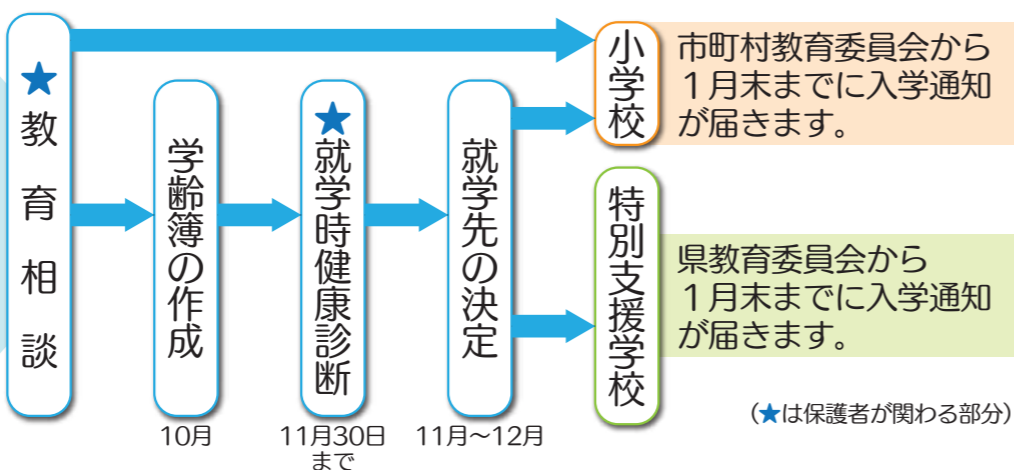 ★教育相談
学齢簿の作成
10月
★就学時健康診断
11月30日
まで
就学先の決定
11月～12月
小学校
市町村教育委員会から
１月末までに入学通知
が届きます。
特別支援学校
県教育委員会から
１月末までに入学通知
が届きます。
（★は保護者が関わる部分）